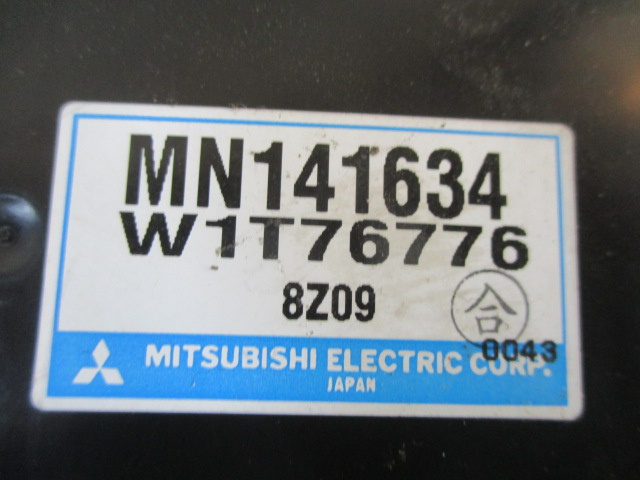 MN141634
W1T76776
8Z09
合
0043
MITSUBISHI ELECTRIC CORP.
JAPAN